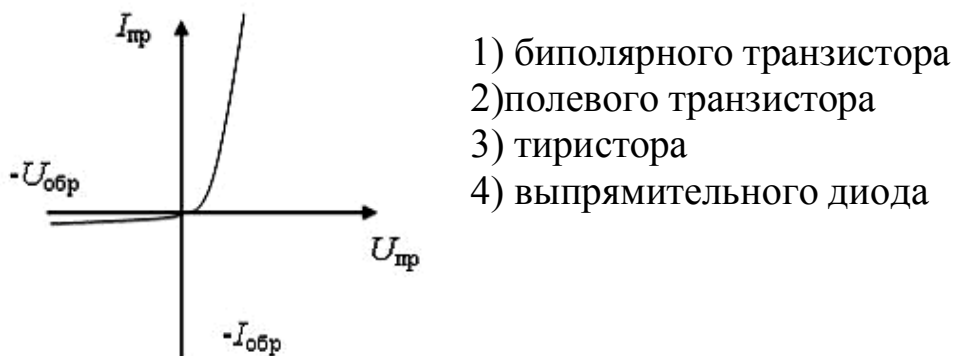 Iпр
-Uобр
Uпр
-Iобр
1) биполярного транзистора
2)полевого транзистора
3) тиристора
4) выпрямительного диода